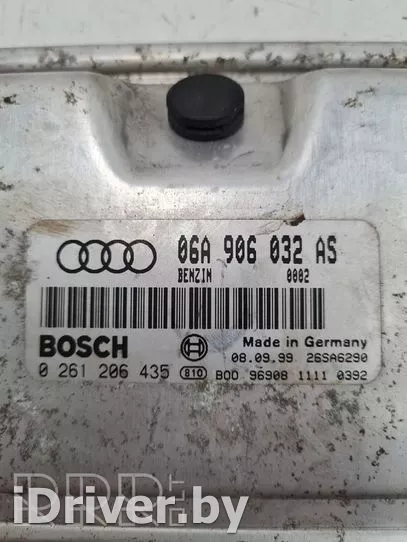 06A 906 032 AS
BENZIN 0002
BOSCH
Made in Germany
08.09.99 26SA6290
0 261 206 435 810 BOD 96908 1111 0392
iDriver.by